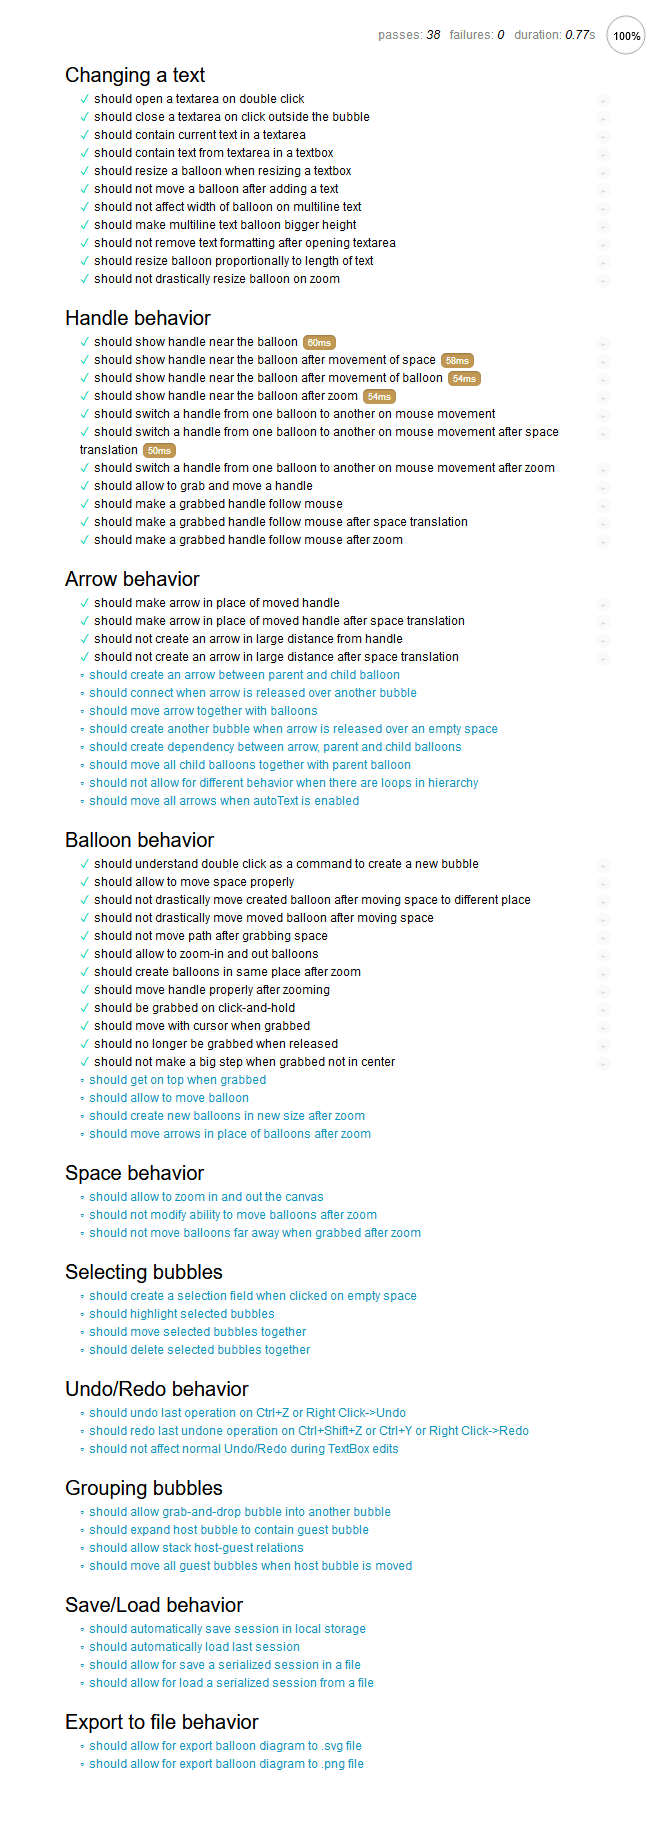 passes: 38 failures: 0 duration: 0.77s 100%
Changing a text
✓ should open a textarea on double click
✓ should close a textarea on click outside the bubble
✓ should contain current text in a textarea
✓ should contain text from textarea in a textbox
✓ should resize a balloon when resizing a textbox
✓ should not move a balloon after adding a text
✓ should not affect width of balloon on multiline text
✓ should make multiline text balloon bigger height
✓ should not remove text formatting after opening textarea
✓ should resize balloon proportionally to length of text
✓ should not drastically resize balloon on zoom
Handle behavior
✓ should show handle near the balloon 60ms
✓ should show handle near the balloon after movement of space 58ms
✓ should show handle near the balloon after movement of balloon 54ms
✓ should show handle near the balloon after zoom 54ms
✓ should switch a handle from one balloon to another on mouse movement
✓ should switch a handle from one balloon to another on mouse movement after space
translation 50ms
✓ should switch a handle from one balloon to another on mouse movement after zoom
✓ should allow to grab and move a handle
✓ should make a grabbed handle follow mouse
✓ should make a grabbed handle follow mouse after space translation
✓ should make a grabbed handle follow mouse after zoom
Arrow behavior
✓ should make arrow in place of moved handle
✓ should make arrow in place of moved handle after space translation
✓ should not create an arrow in large distance from handle
✓ should not create an arrow in large distance after space translation
should create an arrow between parent and child balloon
should connect when arrow is released over another bubble
should move arrow together with balloons
should create another bubble when arrow is released over an empty space
should create dependency between arrow, parent and child balloons
should move all child balloons together with parent balloon
should not allow for different behavior when there are loops in hierarchy
should move all arrows when autoText is enabled
Balloon behavior
✓ should understand double click as a command to create a new bubble
✓ should allow to move space properly
✓ should not drastically move created balloon after moving space to different place
✓ should not drastically move moved balloon after moving space
✓ should not move path after grabbing space
✓ should allow to zoom-in and out balloons
✓ should create balloons in same place after zoom
✓ should move handle properly after zooming
✓ should be grabbed on click-and-hold
✓ should move with cursor when grabbed
✓ should no longer be grabbed when released
✓ should not make a big step when grabbed not in center
should get on top when grabbed
should allow to move balloon
should create new balloons in new size after zoom
should move arrows in place of balloons after zoom
Space behavior
should allow to zoom in and out the canvas
should not modify ability to move balloons after zoom
should not move balloons far away when grabbed after zoom
Selecting bubbles
should create a selection field when clicked on empty space
should highlight selected bubbles
should move selected bubbles together
should delete selected bubbles together
Undo/Redo behavior
should undo last operation on Ctrl+Z or Right Click->Undo
should redo last undone operation on Ctrl+Shift+Z or Ctrl+Y or Right Click->Redo
should not affect normal Undo/Redo during TextBox edits
Grouping bubbles
should allow grab-and-drop bubble into another bubble
should expand host bubble to contain guest bubble
should allow stack host-guest relations
should move all guest bubbles when host bubble is moved
Save/Load behavior
should automatically save session in local storage
should automatically load last session
should allow for save a serialized session in a file
should allow for load a serialized session from a file
Export to file behavior
should allow for export balloon diagram to .svg file
should allow for export balloon diagram to .png file